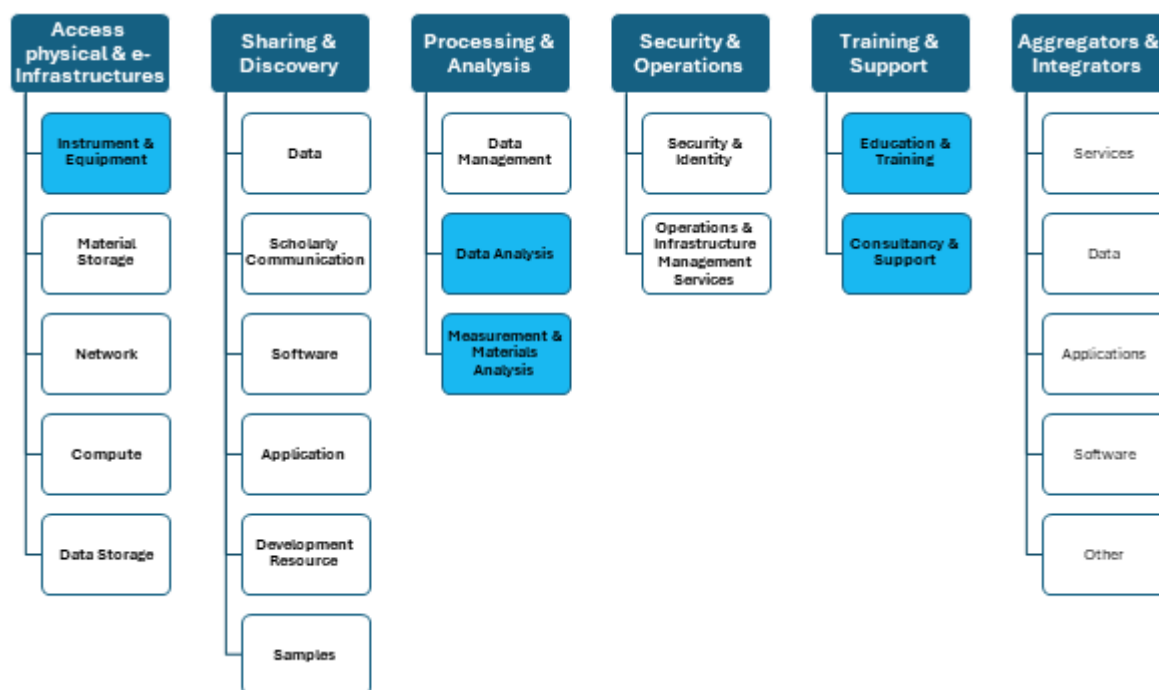 Access
physical & e-
Infrastructures
Instrument &
Equipment
Material
Storage
Network
Compute
Data Storage
Sharing &
Discovery
Data
Scholarly
Communication
Software
Application
Development
Resource
Samples
Processing &
Analysis
Data
Management
Data Analysis
Measurement &
Materials
Analysis
Security &
Operations
Security &
Identity
Operations &
Infrastructure
Management
Services
Training &
Support
Education &
Training
Consultancy &
Support
Aggregators &
Integrators
Services
Data
Applications
Software
Other